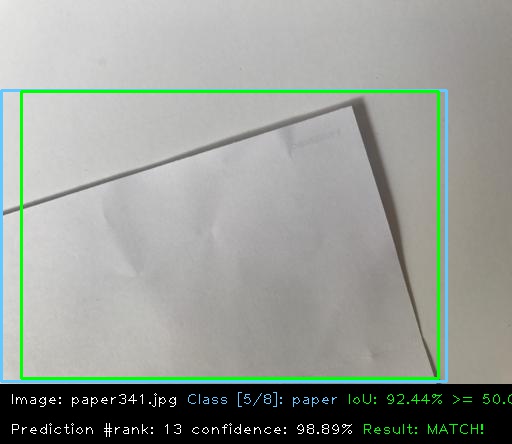 Image: paper341.jpg Class [5/8]: paper IoU: 92.44% >= 50.0
Prediction #rank: 13 confidence: 98.89% Result: MATCH!